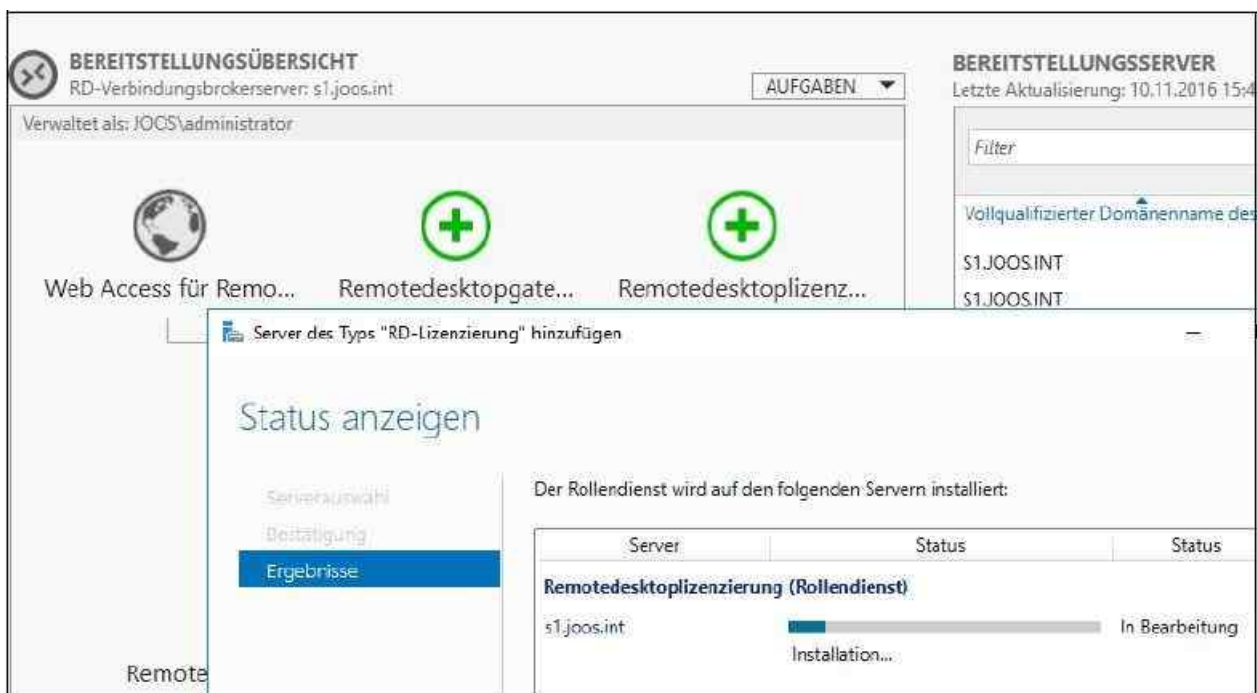 BEREITSTELLUNGSÜBERSICHT
RD-Verbindungsbrokerserver: s1.joos.int
AUFGABEN
Verwaltet als: JOOS\administrator
Web Access für Remo...
Remotedesktopgate...
Remotedesktoplizenz...
BEREITSTELLUNGSSERVER
Letzte Aktualisierung: 10.11.2016 15:4
Filter
Vollqualifizierter Domänenname des
S1.JOOS.INT
S1.JOOS.INT
Server des Typs "RD-Lizenzierung" hinzufügen
Status anzeigen
Serverauswahl
Bestätigung
Ergebnisse
Der Rollendienst wird auf den folgenden Servern installiert:
Server Status Status
Remotedesktoplizenzierung (Rollendienst)
s1.joos.int In Bearbeitung
Installation...
Remote